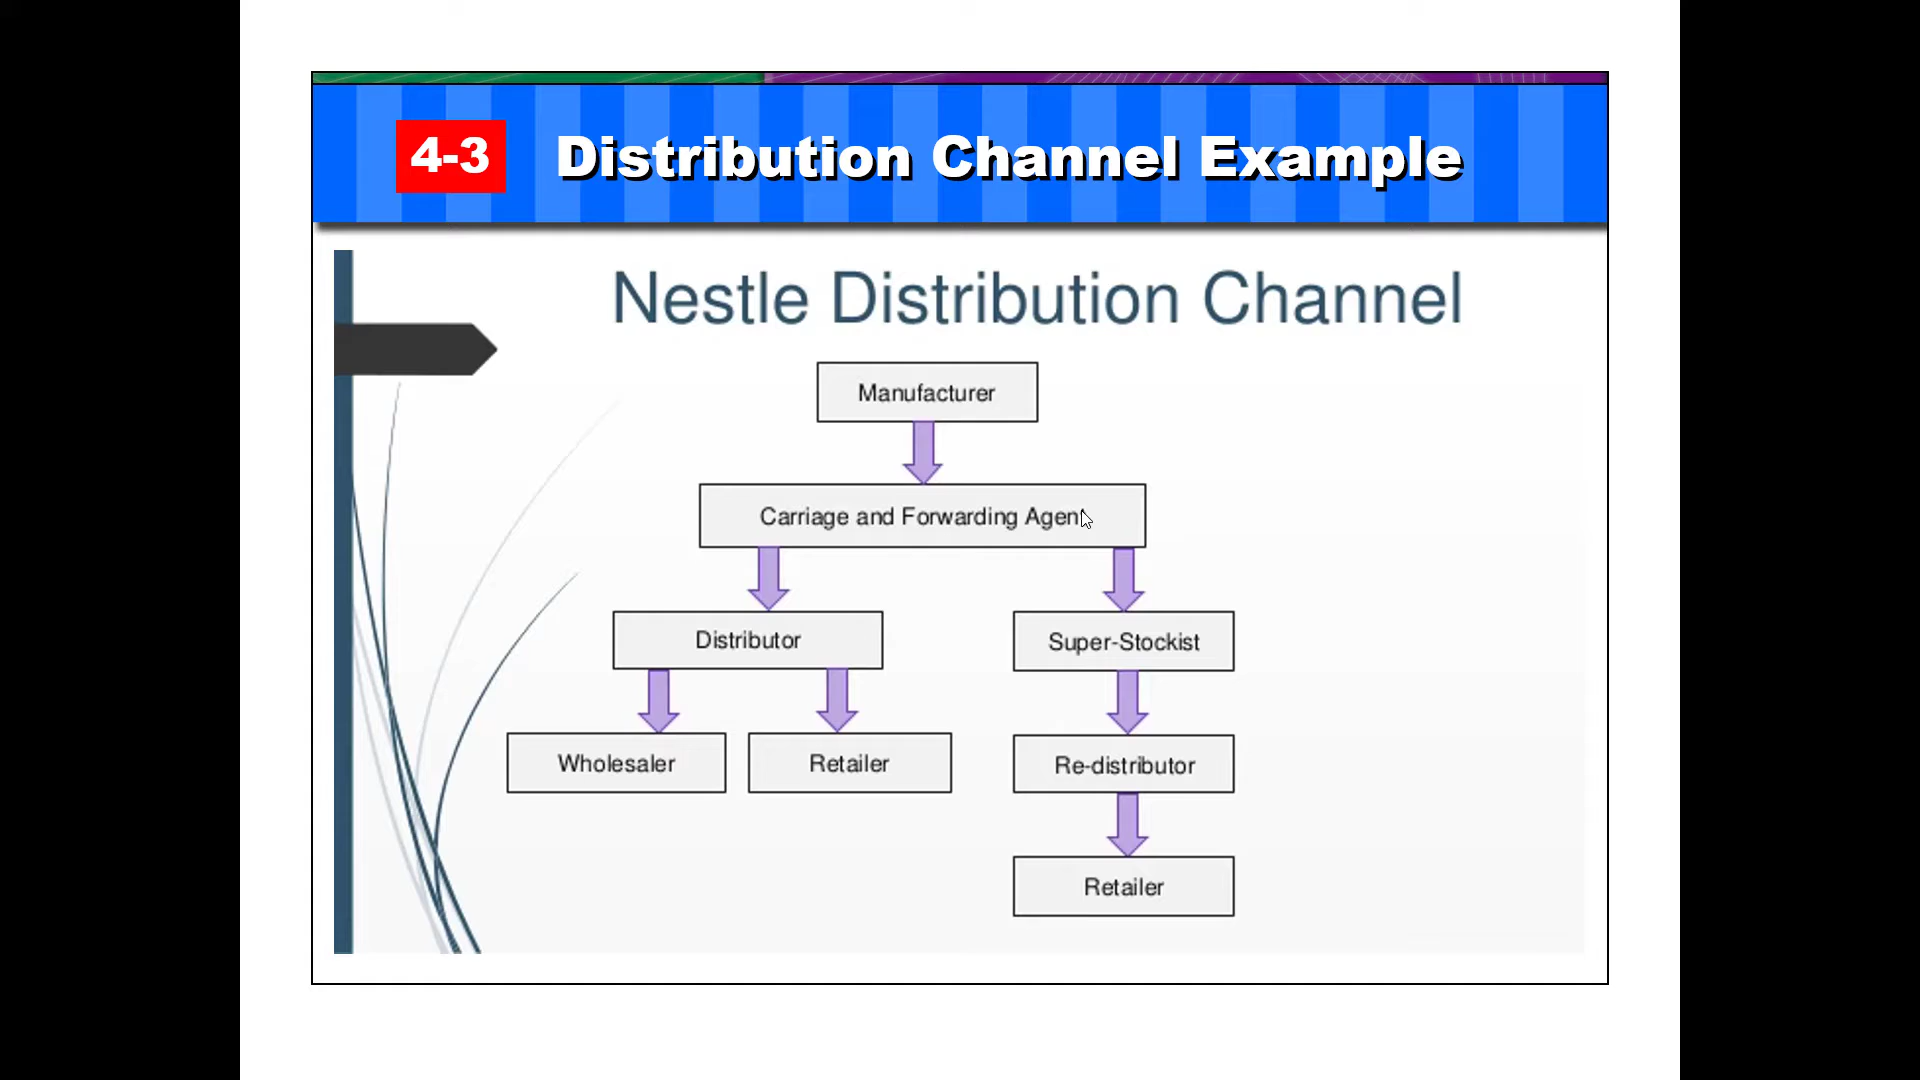 4-3 Distribution Channel Example
Nestle Distribution Channel
Manufacturer
Carriage and Forwarding Agent
Distributor
Super-Stockist
Wholesaler
Retailer
Re-distributor
Retailer